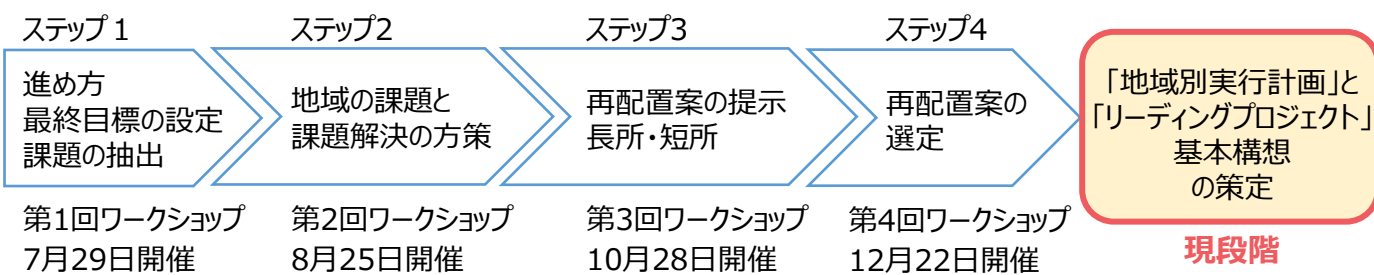 ステップ1
進め方
最終目標の設定
課題の抽出
第1回ワークショップ
7月29日開催
ステップ2
地域の課題と
課題解決の方策
第2回ワークショップ
8月25日開催
ステップ3
再配置案の提示
長所・短所
第3回ワークショップ
10月28日開催
ステップ4
再配置案の
選定
第4回ワークショップ
12月22日開催
「地域別実行計画」と
「リーディングプロジェクト」
基本構想
の策定
現段階